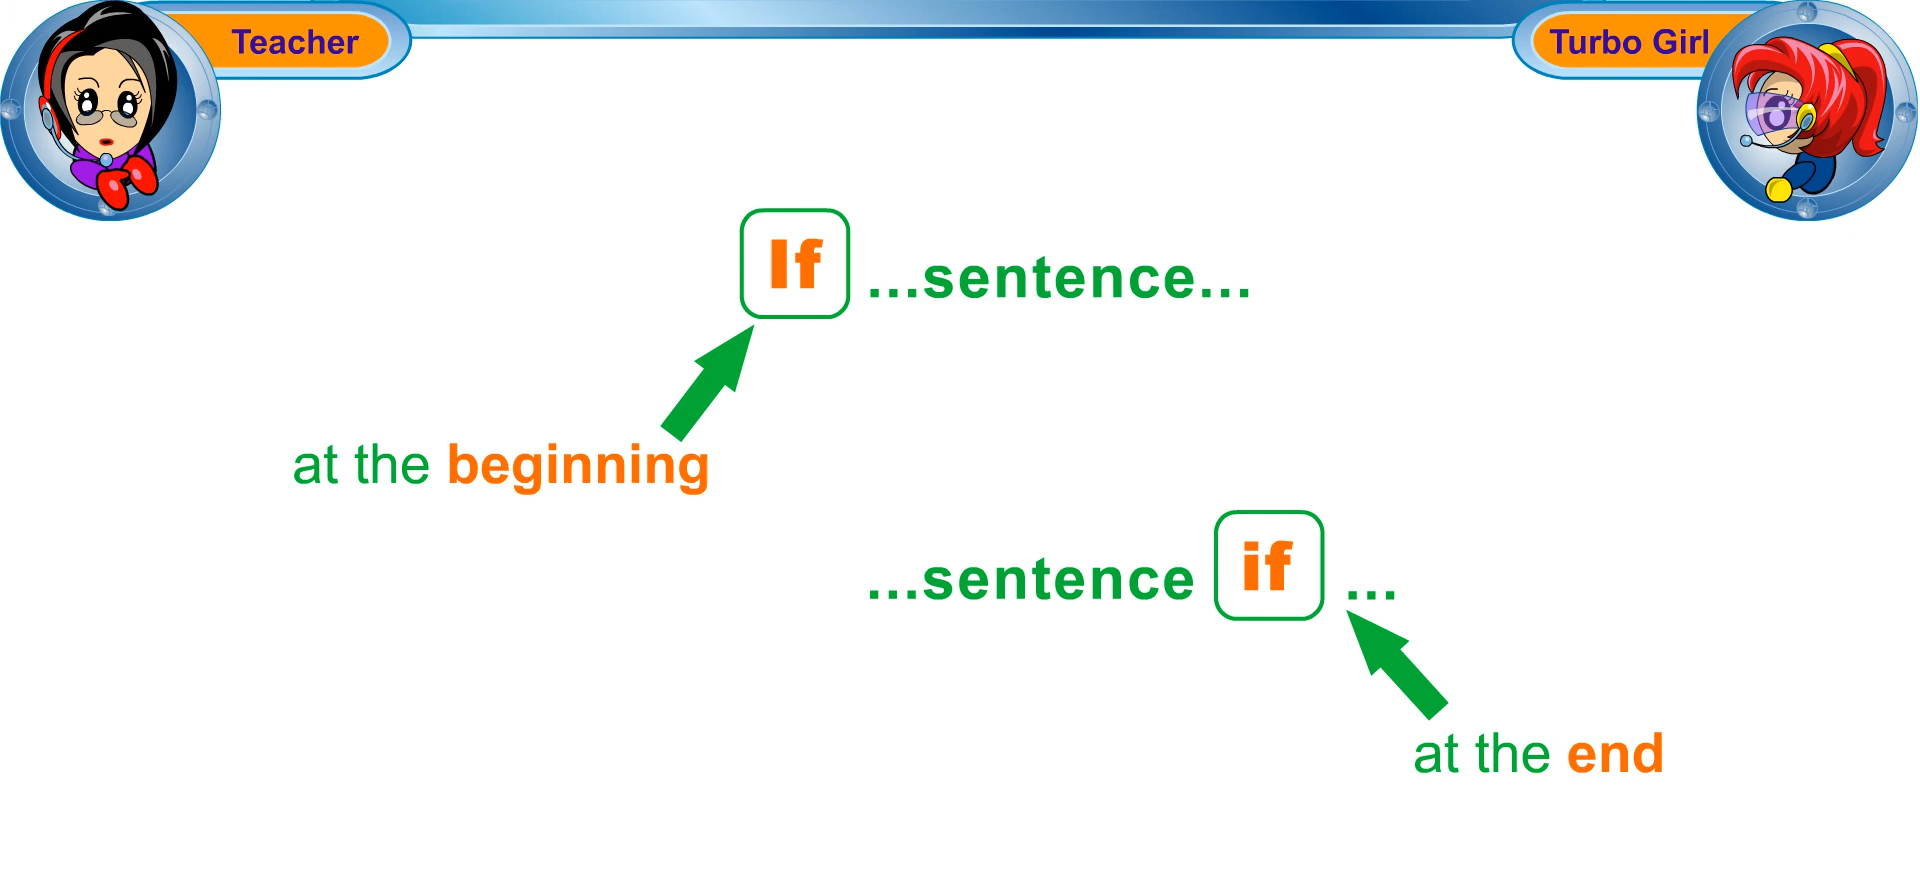 Teacher
Turbo Girl
If ...sentence...
at the beginning
...sentence if ...
at the end